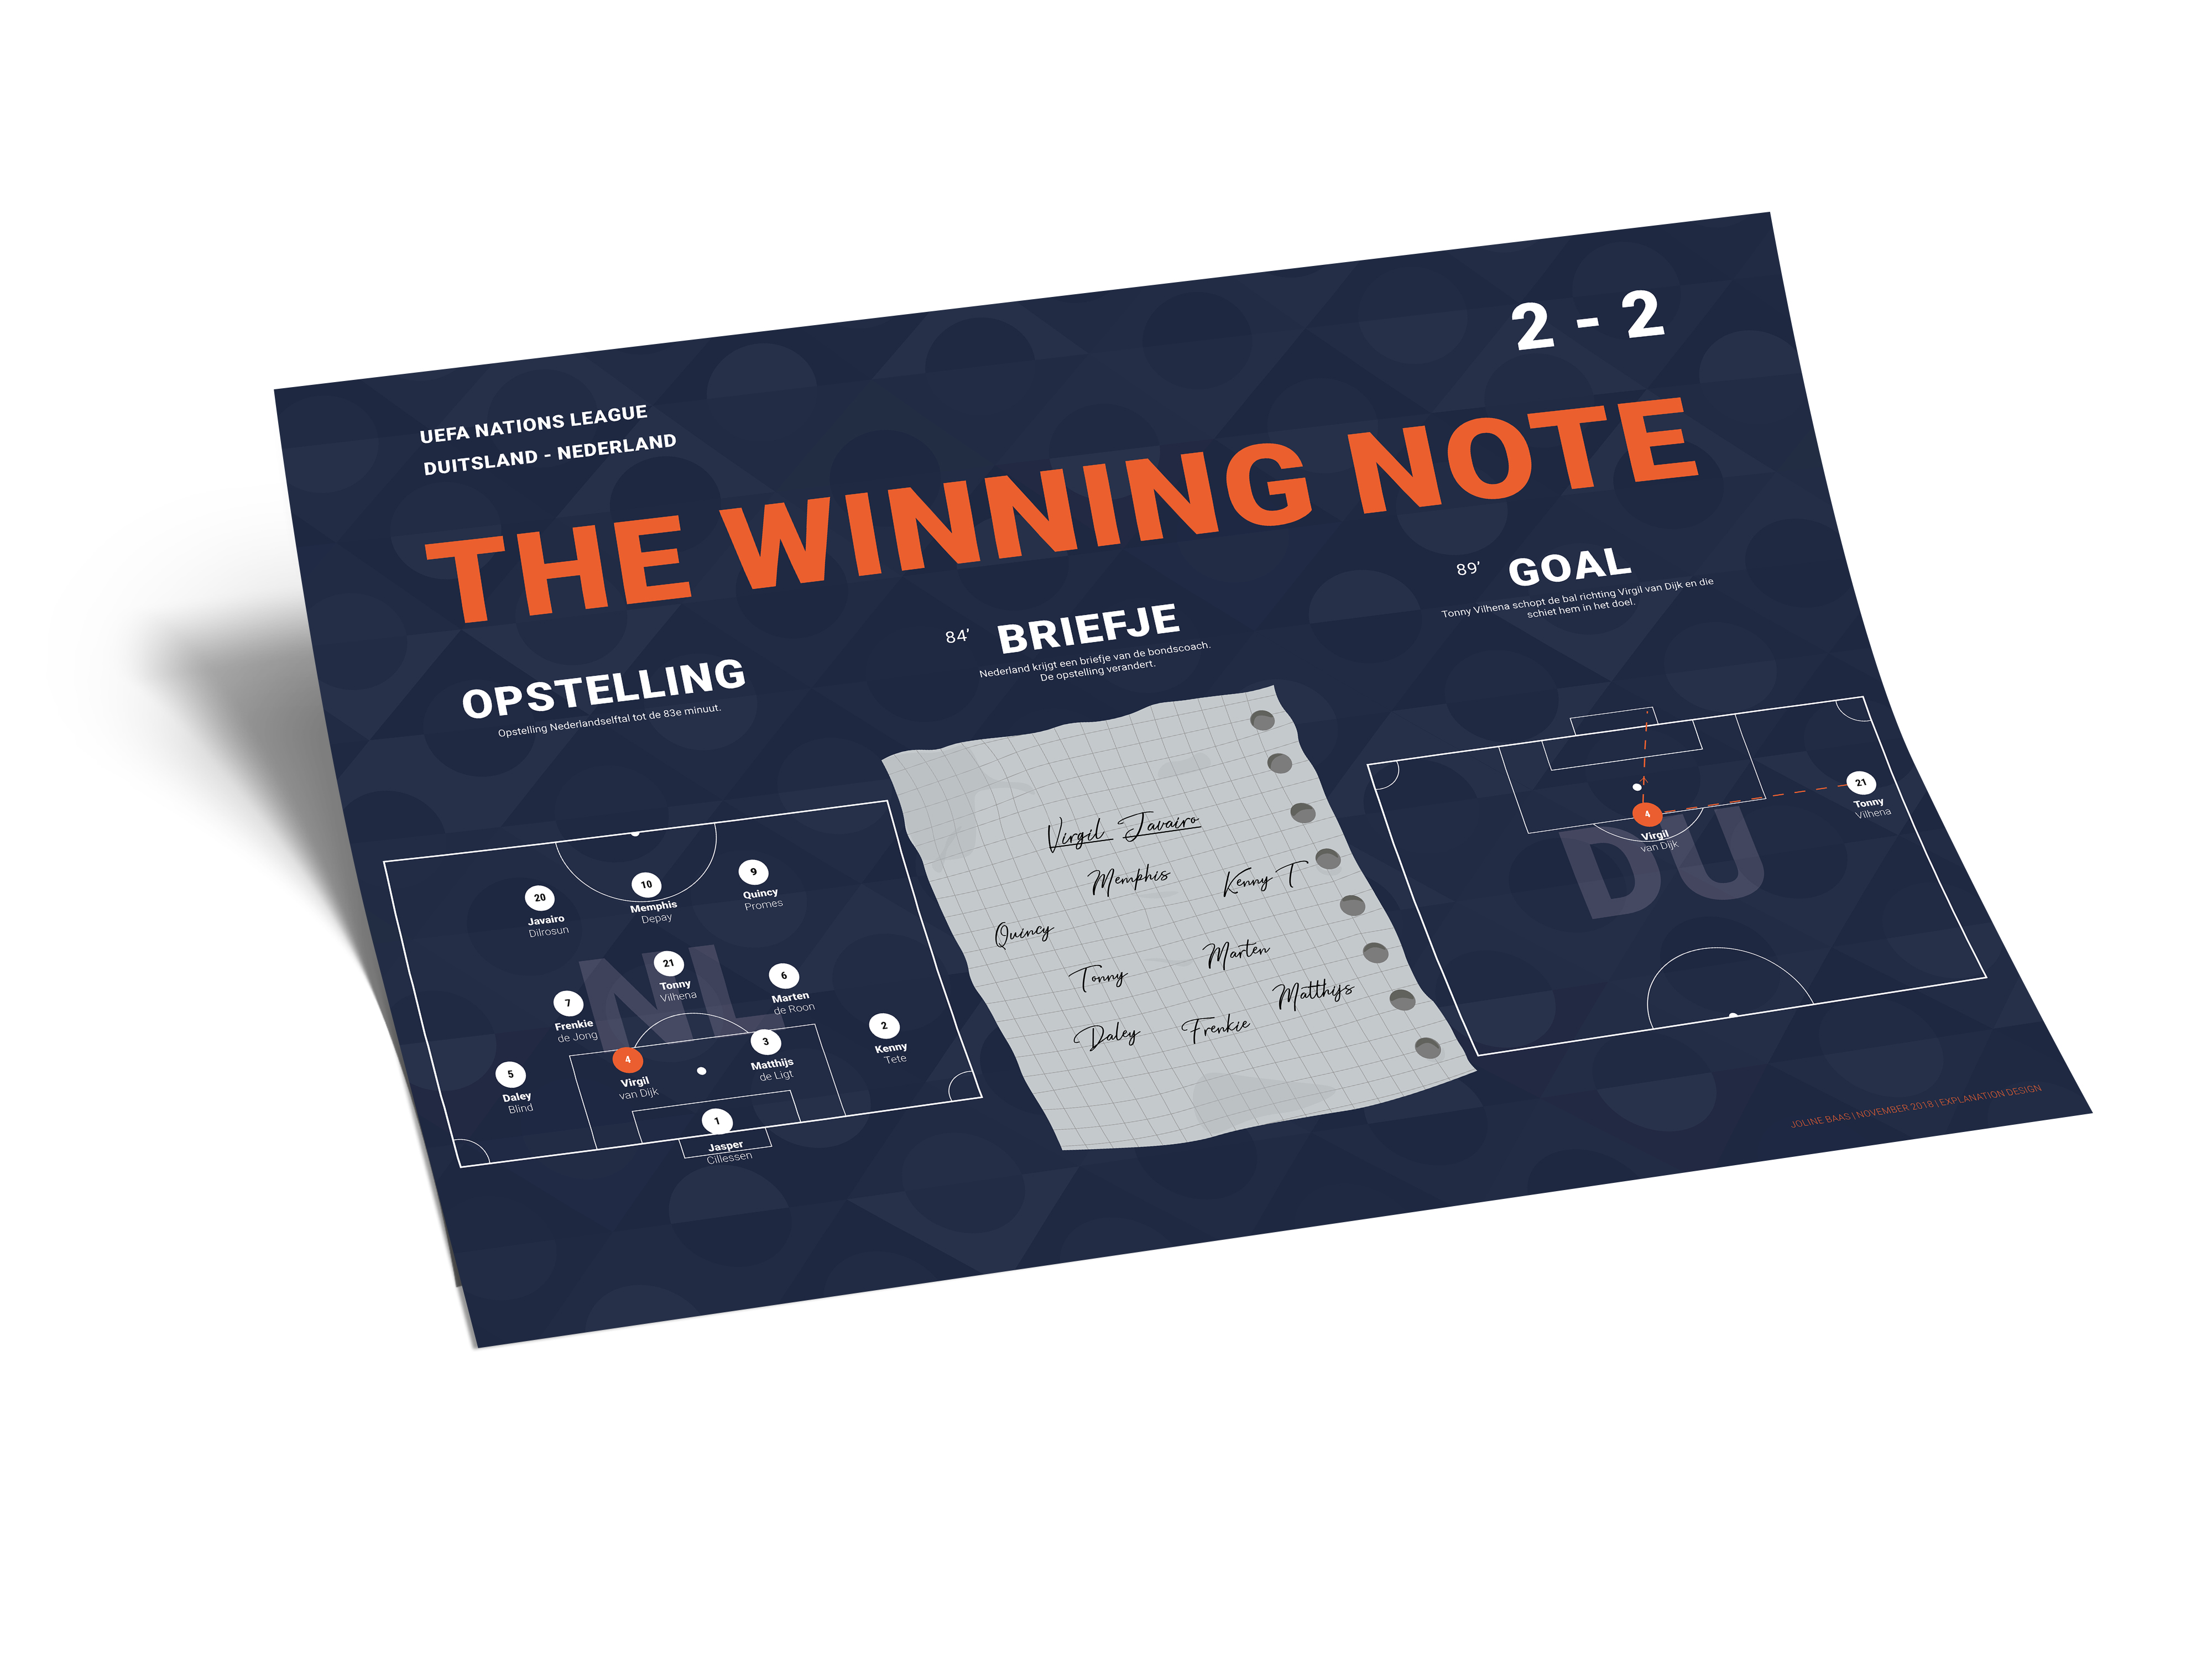 2 - 2
UEFA NATIONS LEAGUE
DUITSLAND - NEDERLAND
THE WINNING NOTE
OPSTELLING
Opstelling Nederlandselftal tot de 83e minuut.
NL
20
Javairo
Dilrosun
10
Memphis
Depay
9
Quincy
Promes
21
Tonny
Vilhena
6
Marten
de Roon
7
Frenkie
de Jong
2
Kenny
Tete
3
Matthijs
de Ligt
4
Virgil
van Dijk
5
Daley
Blind
1
Jasper
Cillessen
84' BRIEFJE
Nederland krijgt een briefje van de bondscoach.
De opstelling verandert.
Virgil Javairo
Memphis Kenny T
Quincy
Tonny Marten
Matthijs
Daley Frenkie
89' GOAL
Tonny Vilhena schopt de bal richting Virgil van Dijk en die
schiet hem in het doel.
21
Tonny
Vilhena
4
Virgil
van Dijk
DU
JOLINE BAAS | NOVEMBER 2018 | EXPLANATION DESIGN